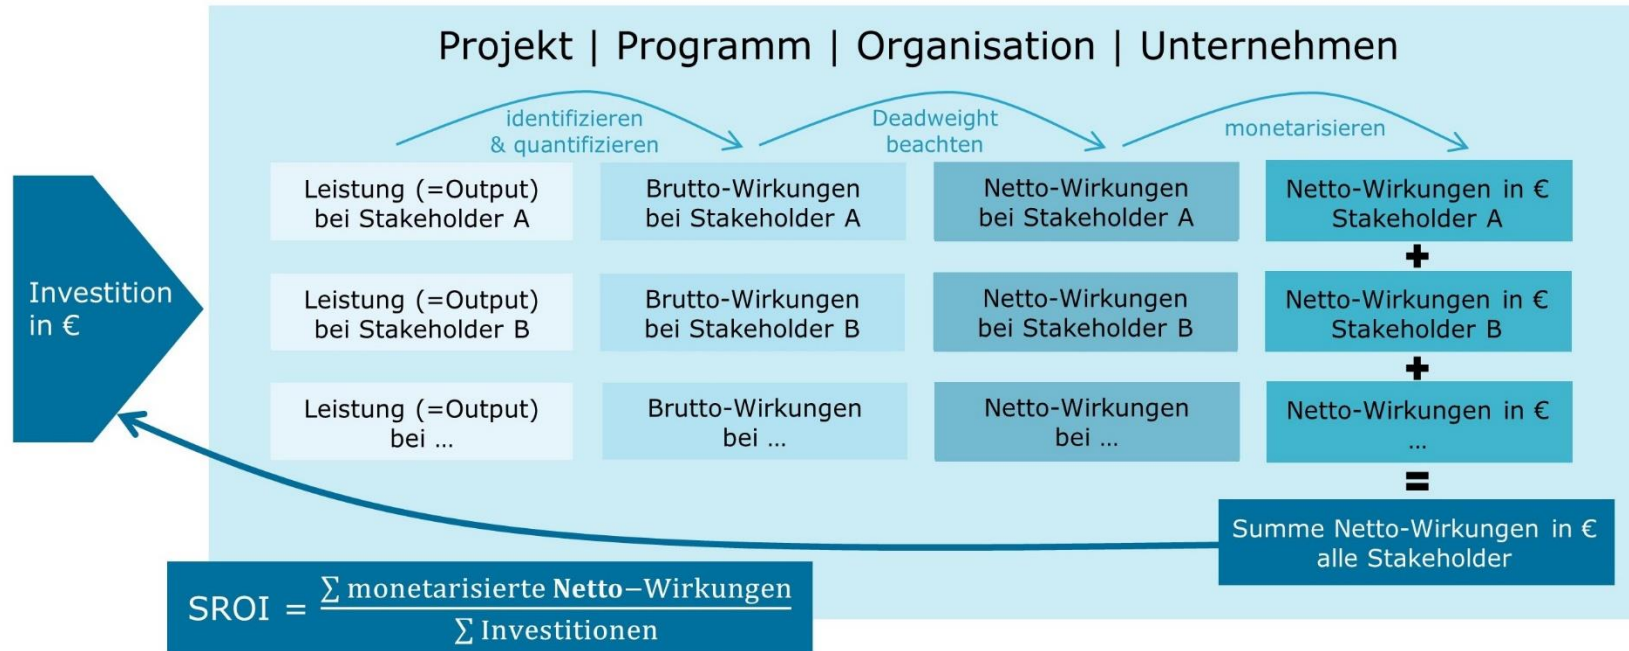 Projekt | Programm | Organisation | Unternehmen
identifizieren
& quantifizieren
Deadweight
beachten
monetarisieren
Investition
in €
Leistung (=Output)
bei Stakeholder A
Brutto-Wirkungen
bei Stakeholder A
Netto-Wirkungen
bei Stakeholder A
Netto-Wirkungen in €
Stakeholder A
+
Leistung (=Output)
bei Stakeholder B
Brutto-Wirkungen
bei Stakeholder B
Netto-Wirkungen
bei Stakeholder B
Netto-Wirkungen in €
Stakeholder B
+
Leistung (=Output)
bei ...
Brutto-Wirkungen
bei ...
Netto-Wirkungen
bei ...
Netto-Wirkungen in €
...
=
Summe Netto-Wirkungen in €
alle Stakeholder
SROI = ∑ monetarisierte Netto−Wirkungen
∑ Investitionen